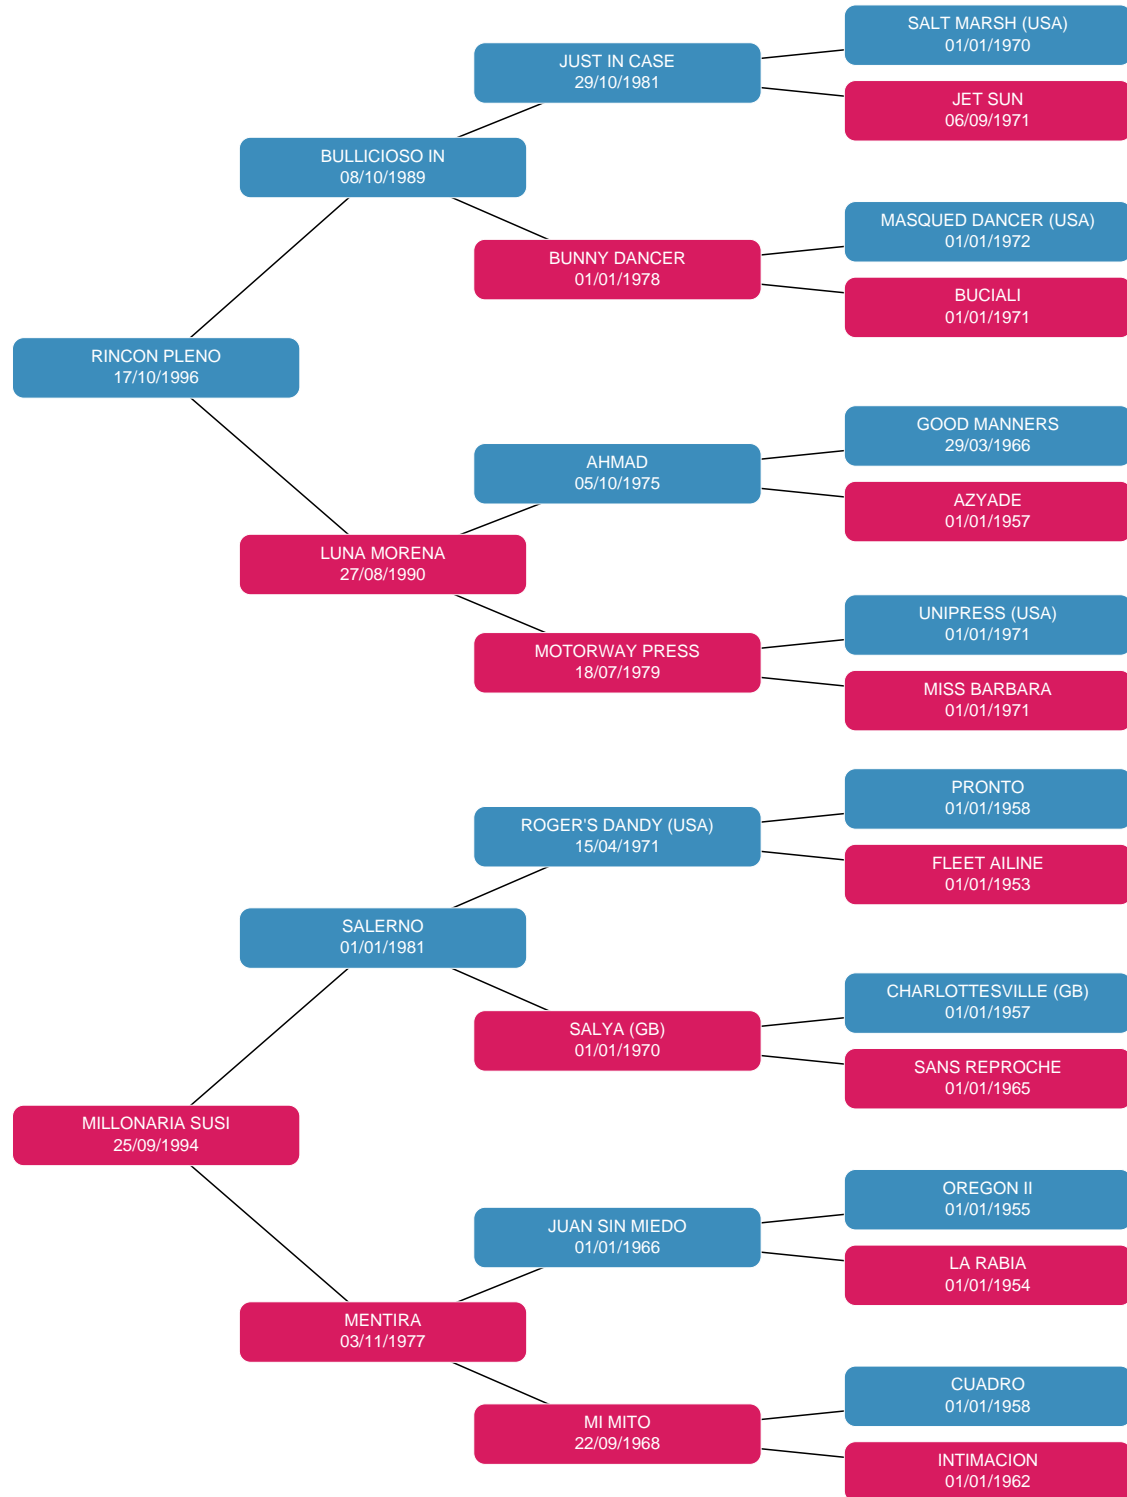 SALT MARSH (USA)
01/01/1970
JUST IN CASE
29/10/1981
JET SUN
06/09/1971
BULLICIOSO IN
08/10/1989
MASQUED DANCER (USA)
01/01/1972
BUNNY DANCER
01/01/1978
BUCIALI
01/01/1971
RINCON PLENO
17/10/1996
GOOD MANNERS
29/03/1966
AHMAD
05/10/1975
AZYADE
01/01/1957
LUNA MORENA
27/08/1990
UNIPRESS (USA)
01/01/1971
MOTORWAY PRESS
18/07/1979
MISS BARBARA
01/01/1971
PRONTO
01/01/1958
ROGER'S DANDY (USA)
15/04/1971
FLEET AILINE
01/01/1953
SALERNO
01/01/1981
CHARLOTTESVILLE (GB)
01/01/1957
SALYA (GB)
01/01/1970
SANS REPROCHE
01/01/1965
MILLONARIA SUSI
25/09/1994
OREGON II
01/01/1955
JUAN SIN MIEDO
01/01/1966
LA RABIA
01/01/1954
MENTIRA
03/11/1977
CUADRO
01/01/1958
MI MITO
22/09/1968
INTIMACION
01/01/1962